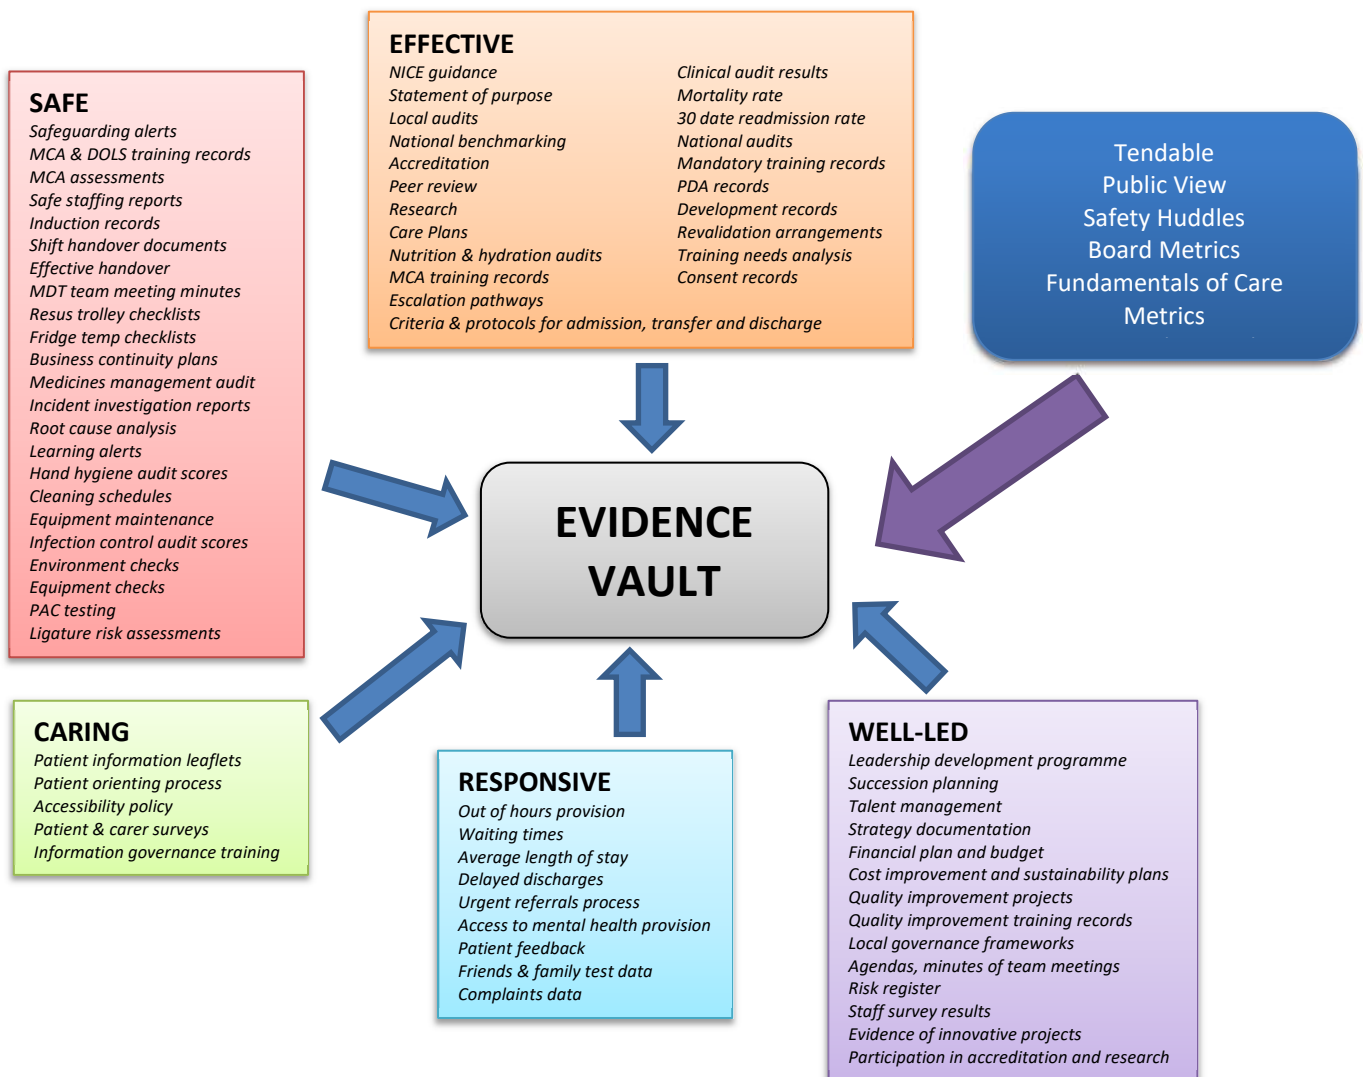 EFFECTIVE
NICE guidance
Statement of purpose
Local audits
National benchmarking
Accreditation
Peer review
Research
Care Plans
Nutrition & hydration audits
MCA training records
Escalation pathways
Criteria & protocols for admission, transfer and discharge
Clinical audit results
Mortality rate
30 date readmission rate
National audits
Mandatory training records
PDA records
Development records
Revalidation arrangements
Training needs analysis
Consent records
SAFE
Safeguarding alerts
MCA & DOLS training records
MCA assessments
Safe staffing reports
Induction records
Shift handover documents
Effective handover
MDT team meeting minutes
Resus trolley checklists
Fridge temp checklists
Business continuity plans
Medicines management audit
Incident investigation reports
Root cause analysis
Learning alerts
Hand hygiene audit scores
Cleaning schedules
Equipment maintenance
Infection control audit scores
Environment checks
Equipment checks
PAC testing
Ligature risk assessments
Tendable
Public View
Safety Huddles
Board Metrics
Fundamentals of Care
Metrics
EVIDENCE
VAULT
CARING
Patient information leaflets
Patient orienting process
Accessibility policy
Patient & carer surveys
Information governance training
RESPONSIVE
Out of hours provision
Waiting times
Average length of stay
Delayed discharges
Urgent referrals process
Access to mental health provision
Patient feedback
Friends & family test data
Complaints data
WELL-LED
Leadership development programme
Succession planning
Talent management
Strategy documentation
Financial plan and budget
Cost improvement and sustainability plans
Quality improvement projects
Quality improvement training records
Local governance frameworks
Agendas, minutes of team meetings
Risk register
Staff survey results
Evidence of innovative projects
Participation in accreditation and research